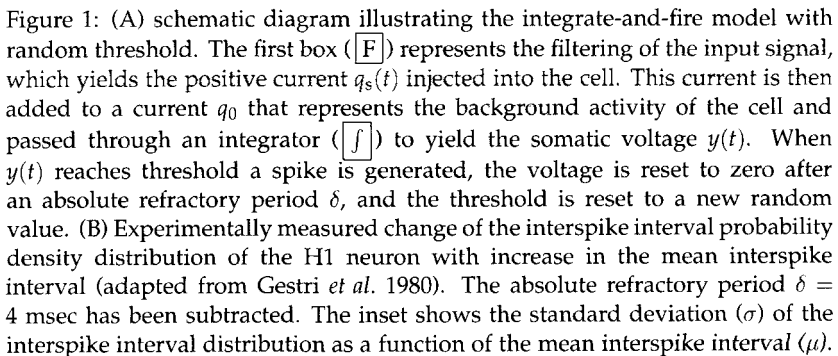 Figure 1: (A) schematic diagram illustrating the integrate-and-fire model with
random threshold. The first box (F) represents the filtering of the input signal,
which yields the positive current qs(t) injected into the cell. This current is then
added to a current q0 that represents the background activity of the cell and
passed through an integrator (∫) to yield the somatic voltage y(t). When
y(t) reaches threshold a spike is generated, the voltage is reset to zero after
an absolute refractory period δ, and the threshold is reset to a new random
value. (B) Experimentally measured change of the interspike interval probability
density distribution of the H1 neuron with increase in the mean interspike
interval (adapted from Gestri et al. 1980). The absolute refractory period δ =
4 msec has been subtracted. The inset shows the standard deviation (σ) of the
interspike interval distribution as a function of the mean interspike interval (μ).